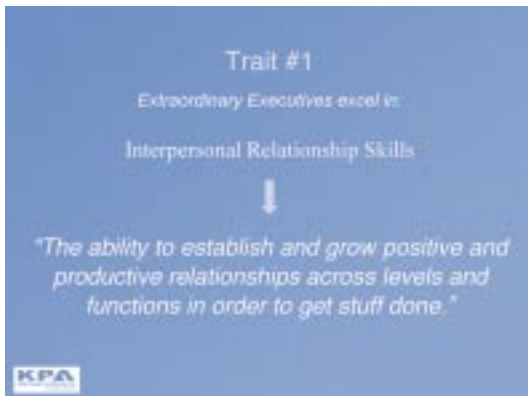 Trait #1
Extraordinary Executives excel in:
Interpersonal Relationship Skills
"The ability to establish and grow positive and
productive relationships across levels and
functions in order to get stuff done."
KPA